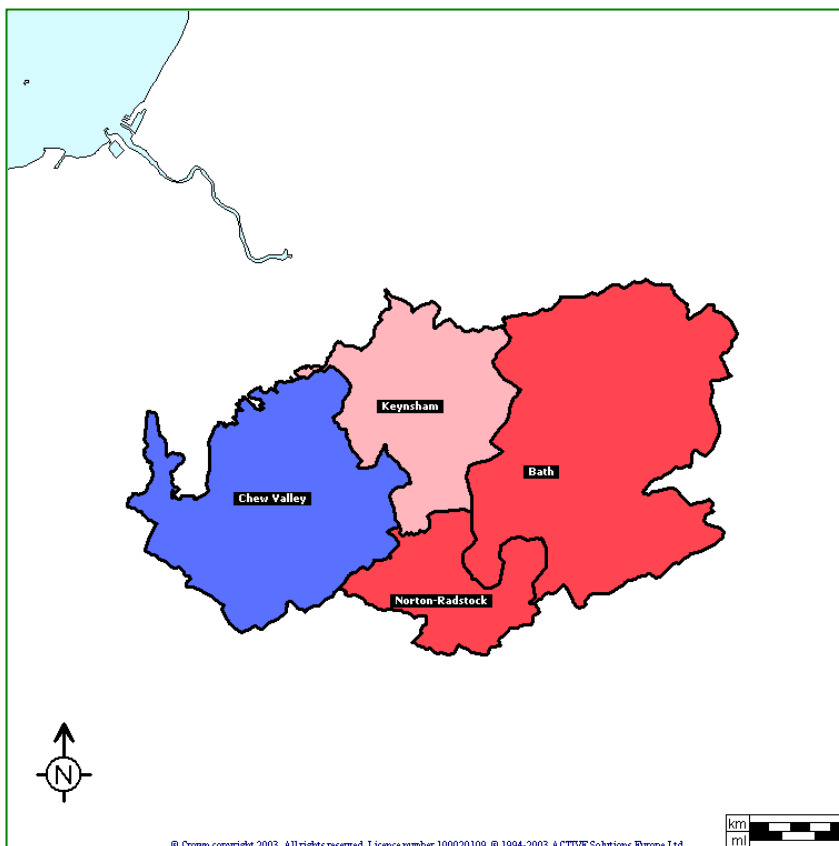 Keynsham
Bath
Chew Valley
Norton-Radstock
N
km
ml
© Crown copyright 2003. All rights reserved. Licence number 100020109. © 1994-2003 ACTIVE Solutions Europe Ltd